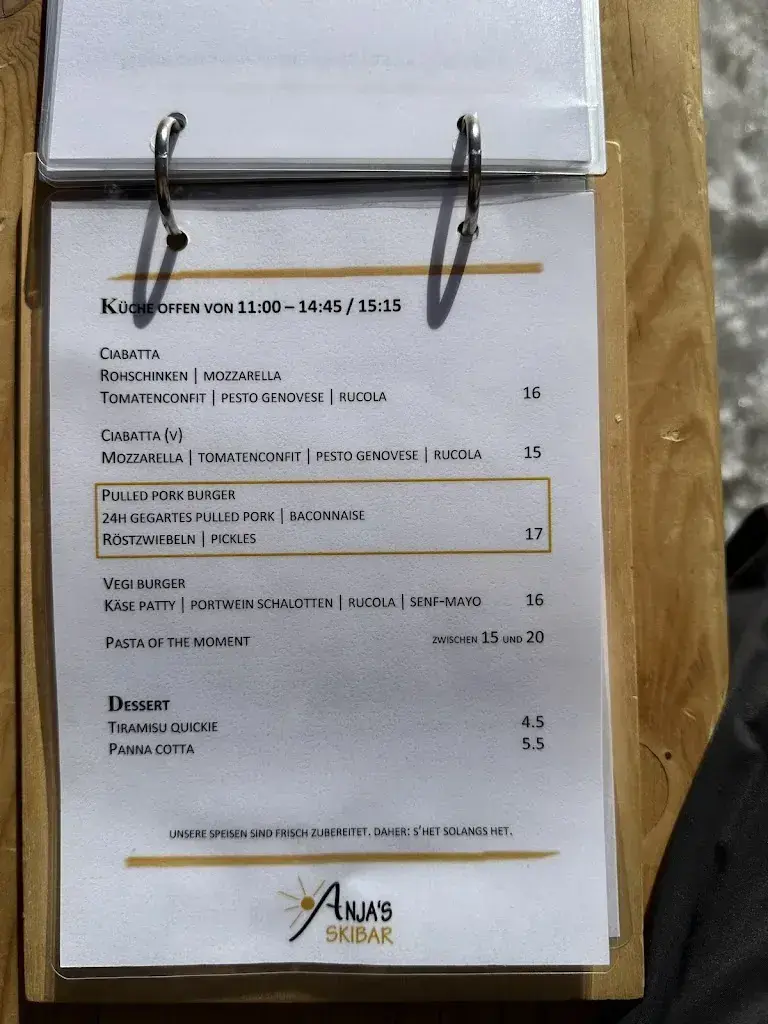 KÜCHE OFFEN VON 11:00 – 14:45 / 15:15
CIABATTA
ROHSCHINKEN | MOZZARELLA
TOMATENCONFIT | PESTO GENOVESE | RUCOLA 16
CIABATTA (V)
MOZZARELLA | TOMATENCONFIT | PESTO GENOVESE | RUCOLA 15
PULLED PORK BURGER
24H GEGARTES PULLED PORK | BACONNAISE
RÖSTZWIEBELN | PICKLES 17
VEGI BURGER
KÄSE PATTY | PORTWEIN SCHALOTTEN | RUCOLA | SENF-MAYO 16
PASTA OF THE MOMENT ZWISCHEN 15 UND 20
DESSERT
TIRAMISU QUICKIE 4.5
PANNA COTTA 5.5
UNSERE SPEISEN SIND FRISCH ZUBEREITET. DAHER: S'HET SOLANGS HET.
ANJA'S
SKIBAR